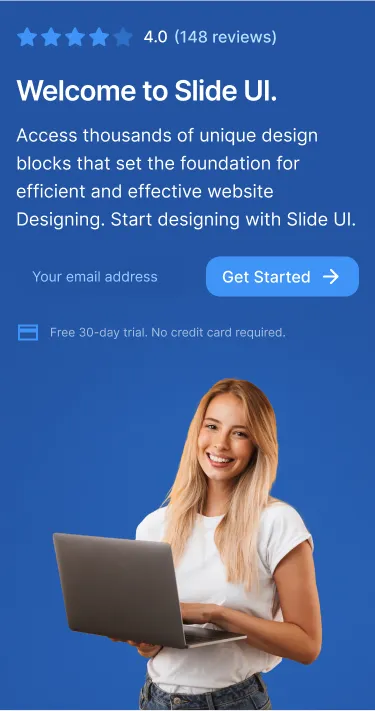 4.0 (148 reviews)
Welcome to Slide UI.
Access thousands of unique design
blocks that set the foundation for
efficient and effective website
Designing. Start designing with Slide UI.
Your email address
Get Started
Free 30-day trial. No credit card required.